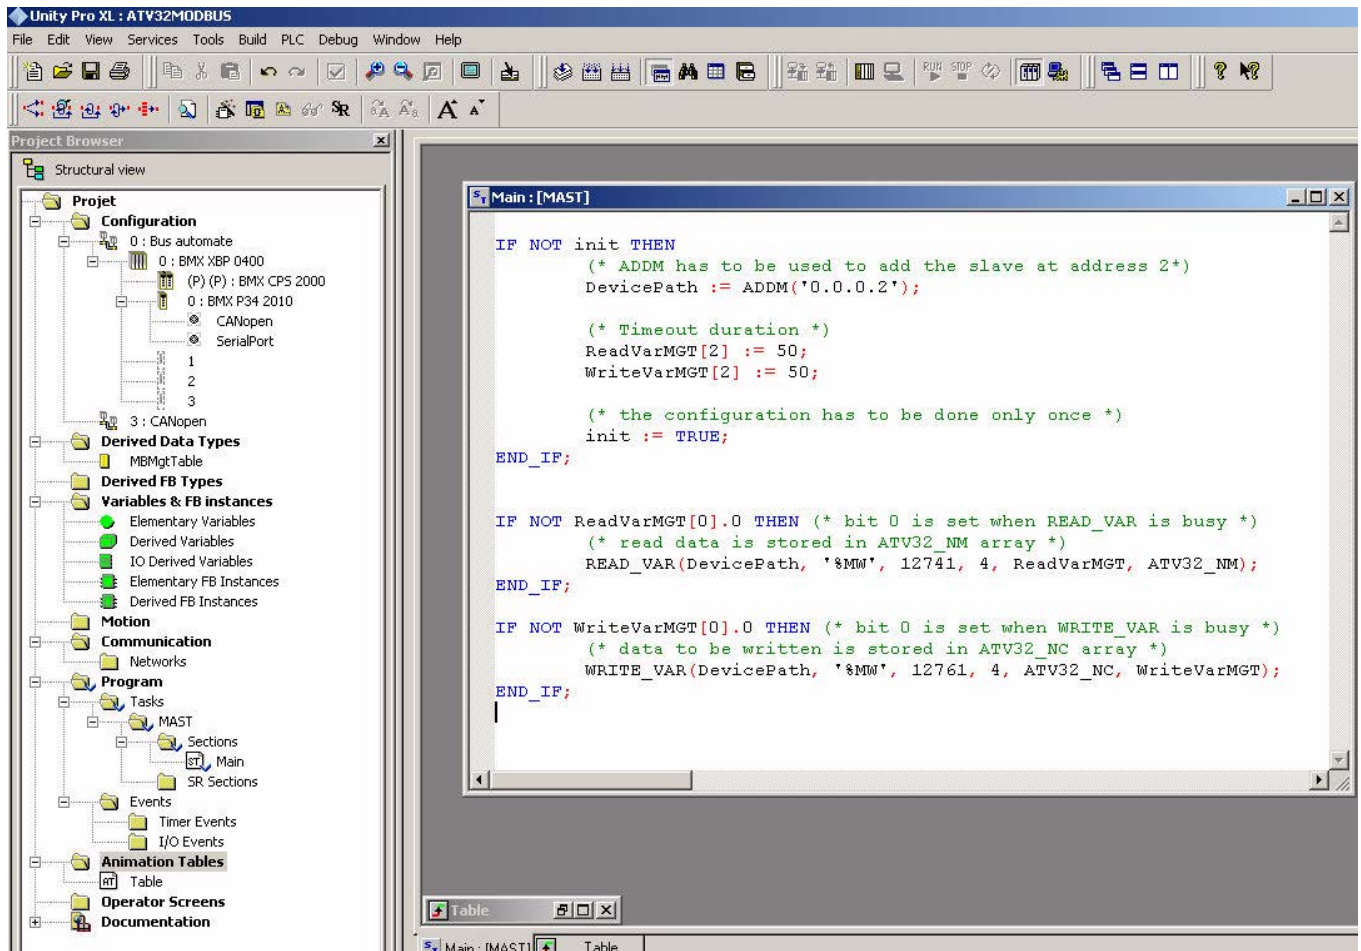 Unity Pro XL : ATV32MODBUS
File Edit View Services Tools Build PLC Debug Window Help
RUN STOP
SR A A
Project Browser
Structural view
Projet
Configuration
0 : Bus automate
0 : BMX XBP 0400
(P) (P) : BMX CPS 2000
0 : BMX P34 2010
CANopen
SerialPort
1
2
3
3 : CANopen
Derived Data Types
MBMgtTable
Derived FB Types
Variables & FB instances
Elementary Variables
Derived Variables
IO Derived Variables
Elementary FB Instances
Derived FB Instances
Motion
Communication
Networks
Program
Tasks
MAST
Sections
ST Main
SR Sections
Events
Timer Events
I/O Events
Animation Tables
AT Table
Operator Screens
Documentation
Main : [MAST]
IF NOT init THEN
(* ADDM has to be used to add the slave at address 2*)
DevicePath := ADDM('0.0.0.2');
(* Timeout duration *)
ReadVarMGT[2] := 50;
WriteVarMGT[2] := 50;
(* the configuration has to be done only once *)
init := TRUE;
END_IF;
IF NOT ReadVarMGT[0].0 THEN (* bit 0 is set when READ_VAR is busy *)
(* read data is stored in ATV32_NM array *)
READ_VAR(DevicePath, '%MW', 12741, 4, ReadVarMGT, ATV32_NM);
END_IF;
IF NOT WriteVarMGT[0].0 THEN (* bit 0 is set when WRITE_VAR is busy *)
(* data to be written is stored in ATV32_NC array *)
WRITE_VAR(DevicePath, '%MW', 12761, 4, ATV32_NC, WriteVarMGT);
END_IF;
Table
Main : [MAST] Table